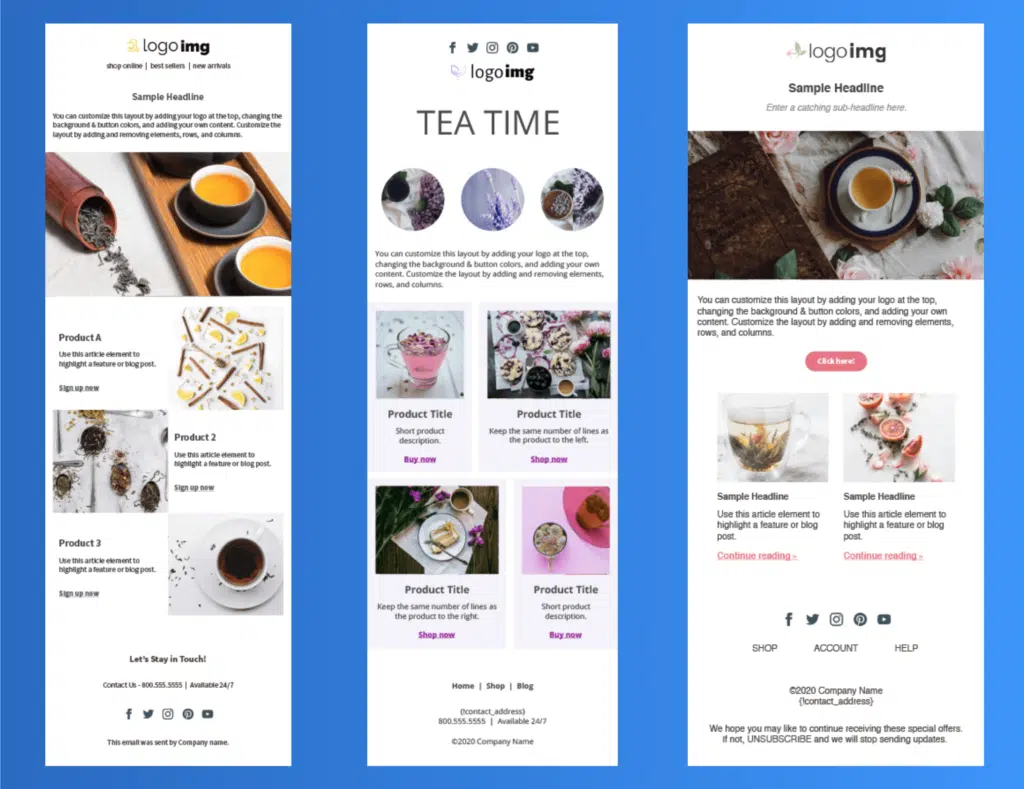 logoimg
shop online | best sellers | new arrivals
Sample Headline
You can customize this layout by adding your logo at the top, changing the
background & button colors, and adding your own content. Customize the
layout by adding and removing elements, rows, and columns.
Product A
Use this article element to
highlight a feature or blog post.
Sign up now
Product 2
Use this article element to
highlight a feature or blog post.
Sign up now
Product 3
Use this article element to
highlight a feature or blog post.
Sign up now
Let's Stay in Touch!
Contact Us - 800.555.5555 | Available 24/7
This email was sent by Company name.
logoimg
TEA TIME
You can customize this layout by adding your logo at the top,
changing the background & button colors, and adding your own
content. Customize the layout by adding and removing elements,
rows, and columns.
Product Title
Short product
description.
Buy now
Product Title
Keep the same number of lines as
the product to the left.
Shop now
Product Title
Keep the same number of lines as
the product to the right.
Shop now
Product Title
Short product
description.
Buy now
Home | Shop | Blog
{!contact_address}
800.555.5555 | Available 24/7
©2020 Company Name
logoimg
Sample Headline
Enter a catching sub-headline here.
You can customize this layout by adding your logo at the top,
changing the background & button colors, and adding your own
content. Customize the layout by adding and removing elements,
rows, and columns.
Click here!
Sample Headline
Use this article element to
highlight a feature or blog
post.
Continue reading »
Sample Headline
Use this article element to
highlight a feature or blog
post.
Continue reading »
SHOP ACCOUNT HELP
©2020 Company Name
{!contact_address}
We hope you may like to continue receiving these special offers.
if not, UNSUBSCRIBE and we will stop sending updates.